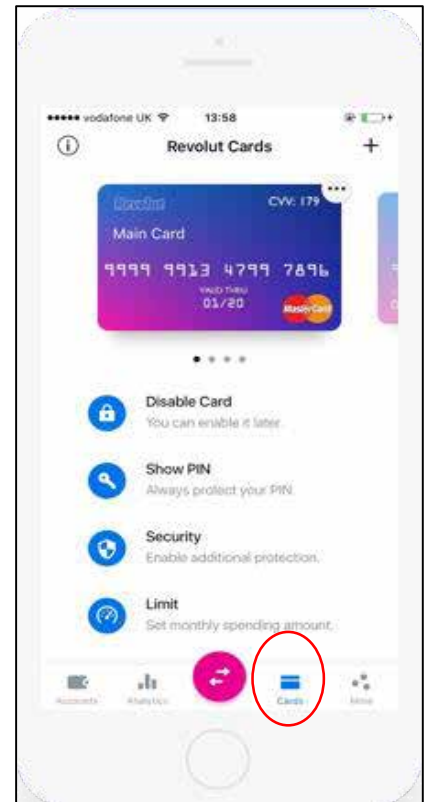 vodafone UK 13:58
Revolut Cards +
Revolut CVV: 179
Main Card
9999 9913 4799 7896
VALID THRU
01/20
MasterCard
Disable Card
You can enable it later.
Show PIN
Always protect your PIN.
Security
Enable additional protection.
Limit
Set monthly spending amount.
Accounts Analytics Cards More